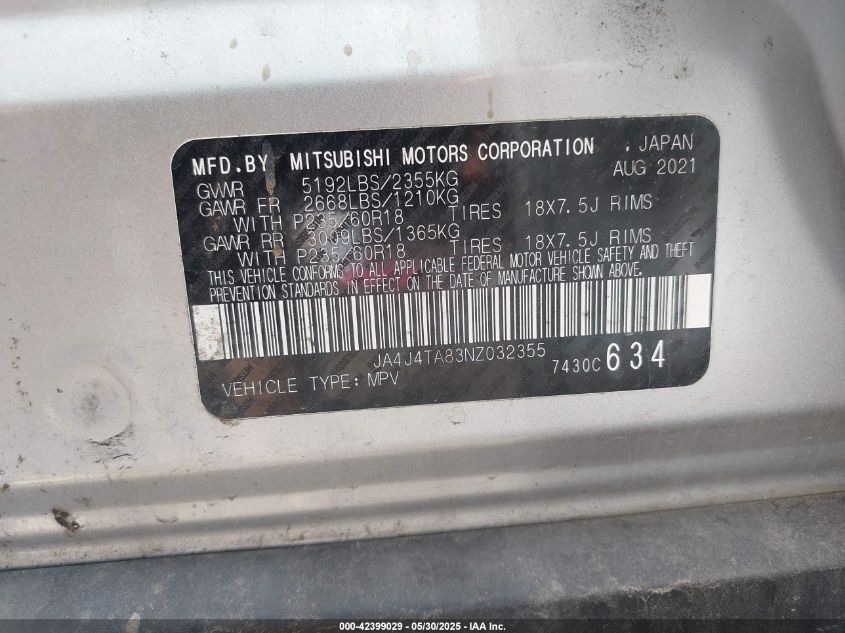 MFD.BY MITSUBISHI MOTORS CORPORATION . JAPAN
GVWR 5192LBS/2355KG AUG 2021
GAWR FR 2668LBS/1210KG
WITH P235/60R18 TIRES 18X7.5J RIMS
GAWR RR 3009LBS/1365KG
WITH P235/60R18 TIRES 18X7.5J RIMS
THIS VEHICLE CONFORMS TO ALL APPLICABLE FEDERAL MOTOR VEHICLE SAFETY AND THEFT
PREVENTION STANDARDS IN EFFECT ON THE DATE OF MANUFACTURE SHOWN ABOVE.
JA4J4TA83NZ032355
7430C 634
VEHICLE TYPE: MPV
000-42399029 - 05/30/2025 - IAA Inc.